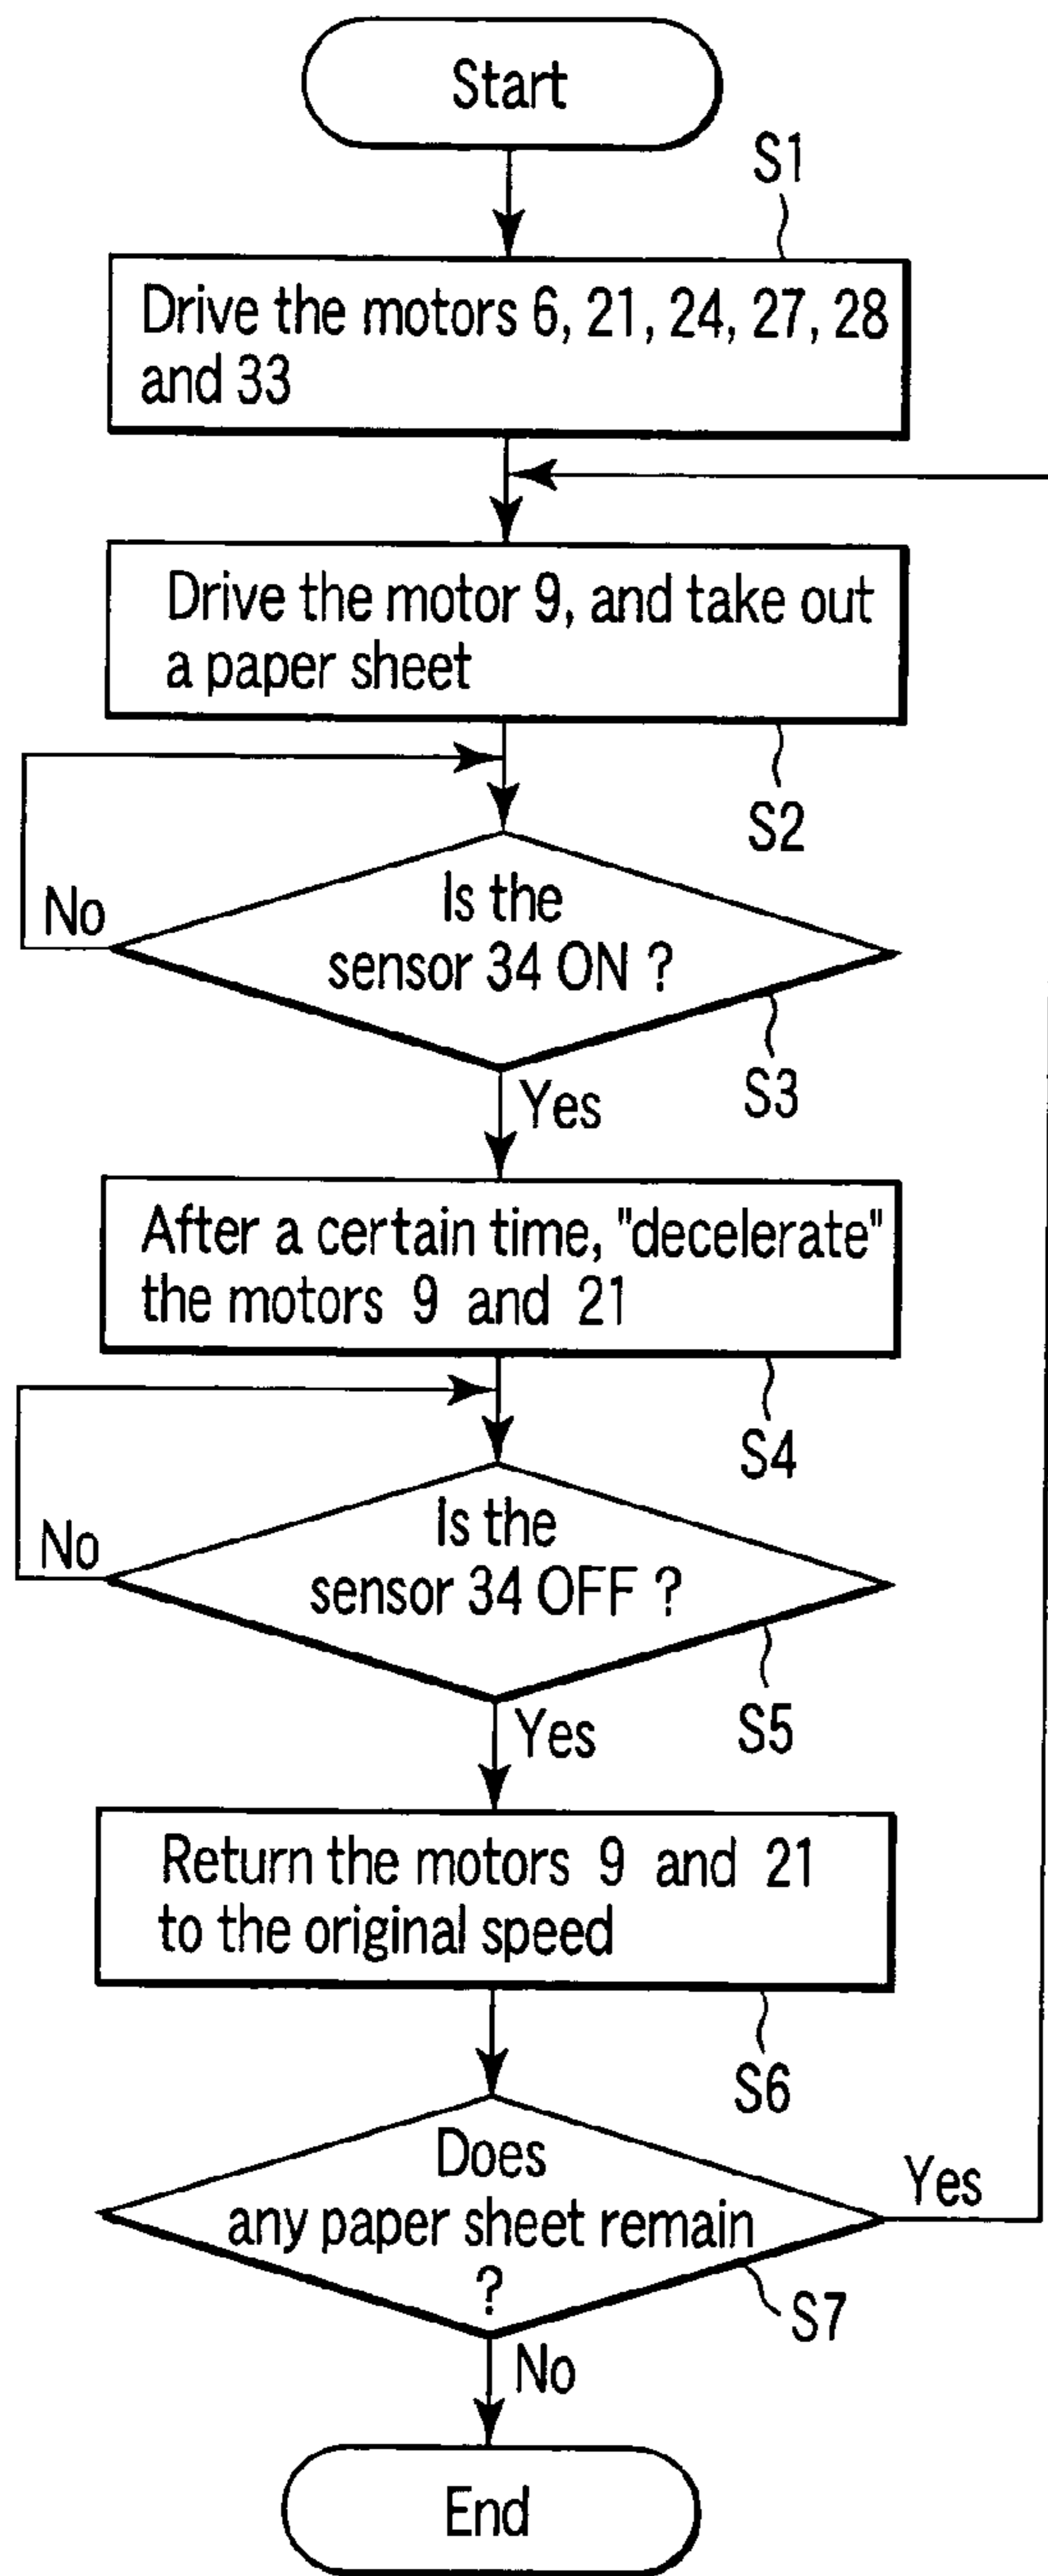 Start
S1
Drive the motors 6, 21, 24, 27, 28
and 33
Drive the motor 9, and take out
a paper sheet
S2
Is the
sensor 34 ON ?
No
S3
Yes
After a certain time, "decelerate"
the motors 9 and 21
S4
Is the
sensor 34 OFF ?
No
S5
Yes
Return the motors 9 and 21
to the original speed
S6
Does
any paper sheet remain
?
Yes
S7
No
End